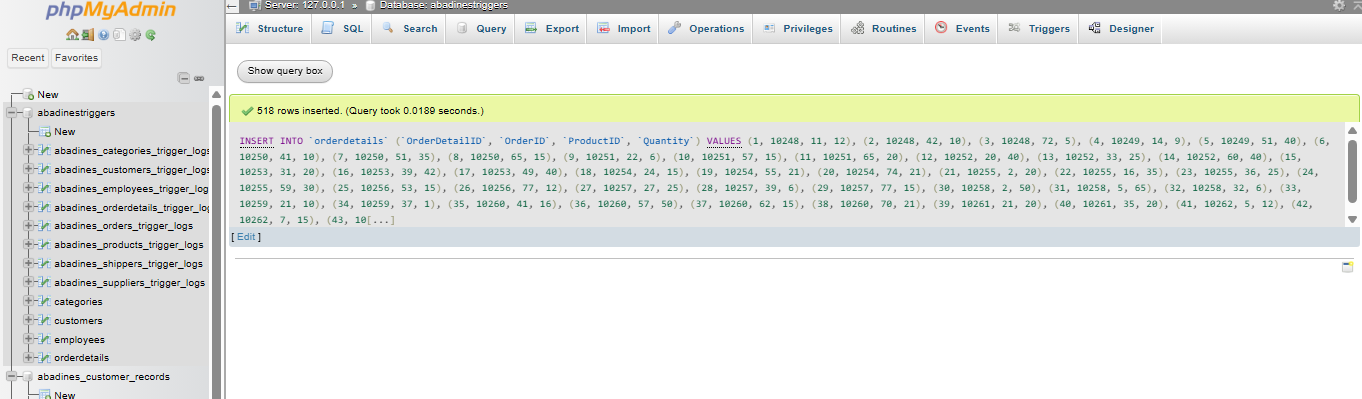 phpMyAdmin
Recent
Favorites
New
abadinestriggers
New
abadines_categories_trigger_logs
abadines_customers_trigger_logs
abadines_employees_trigger_logs
abadines_orderdetails_trigger_log
abadines_orders_trigger_logs
abadines_products_trigger_logs
abadines_shippers_trigger_logs
abadines_suppliers_trigger_logs
categories
customers
employees
orderdetails
abadines_customer_records
New
Server: 127.0.0.1 » Database: abadinestriggers
Structure SQL Search Query Export Import Operations Privileges Routines Events Triggers Designer
Show query box
518 rows inserted. (Query took 0.0189 seconds.)
INSERT INTO `orderdetails` (`OrderDetailID`, `OrderID`, `ProductID`, `Quantity`) VALUES (1, 10248, 11, 12), (2, 10248, 42, 10), (3, 10248, 72, 5), (4, 10249, 14, 9), (5, 10249, 51, 40), (6,
10250, 41, 10), (7, 10250, 51, 35), (8, 10250, 65, 15), (9, 10251, 22, 6), (10, 10251, 57, 15), (11, 10251, 65, 20), (12, 10252, 20, 40), (13, 10252, 33, 25), (14, 10252, 60, 40), (15,
10253, 31, 20), (16, 10253, 39, 42), (17, 10253, 49, 40), (18, 10254, 24, 15), (19, 10254, 55, 21), (20, 10254, 74, 21), (21, 10255, 2, 20), (22, 10255, 16, 35), (23, 10255, 36, 25), (24,
10255, 59, 30), (25, 10256, 53, 15), (26, 10256, 77, 12), (27, 10257, 27, 25), (28, 10257, 39, 6), (29, 10257, 77, 15), (30, 10258, 2, 50), (31, 10258, 5, 65), (32, 10258, 32, 6), (33,
10259, 21, 10), (34, 10259, 37, 1), (35, 10260, 41, 16), (36, 10260, 57, 50), (37, 10260, 62, 15), (38, 10260, 70, 21), (39, 10261, 21, 20), (40, 10261, 35, 20), (41, 10262, 5, 12), (42,
10262, 7, 15), (43, 10[...]
[ Edit ]